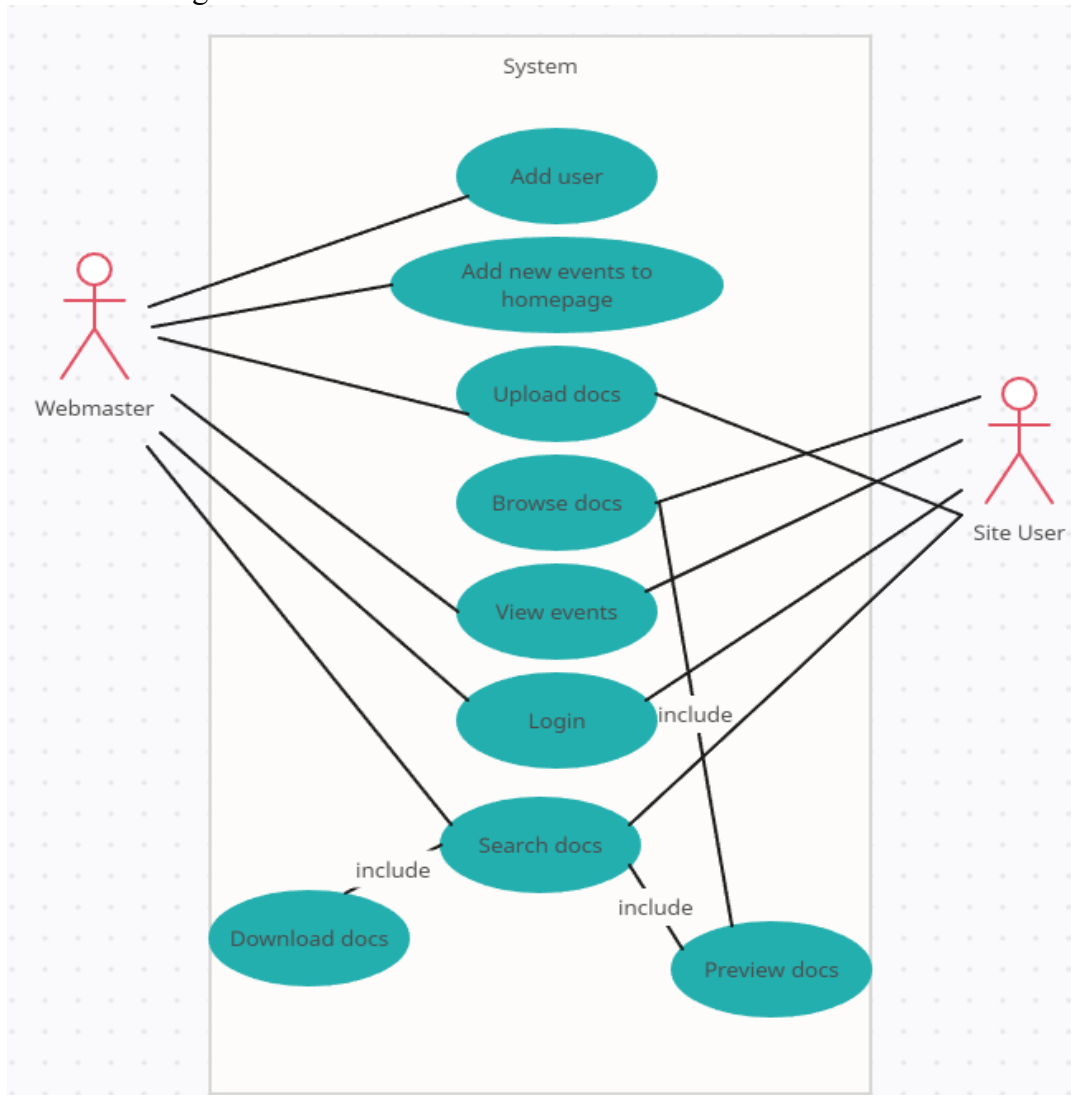 System
Add user
Add new events to
homepage
Upload docs
Webmaster
Browse docs
Site User
View events
Login
include
Search docs
include
include
Download docs
Preview docs